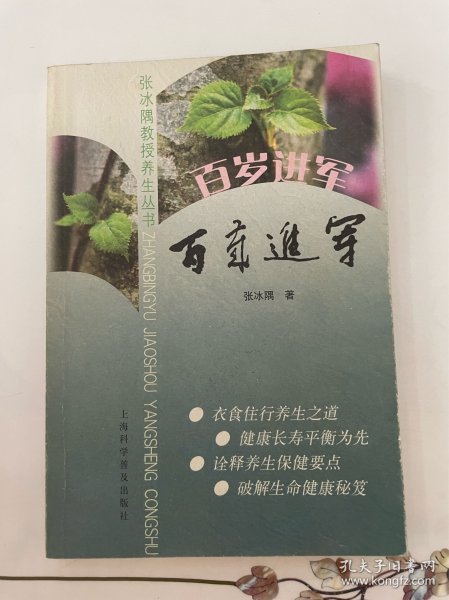 张冰隅教授养生丛书
ZHANGBINGYU JIAOSHOU YANGSHENG CONGSHU
百岁进军
百岁進军
张冰隅 著
● 衣食住行养生之道
● 健康长寿平衡为先
● 诠释养生保健要点
● 破解生命健康秘笈
上海科学普及出版社
孔夫子旧书网
www.kongfz.com